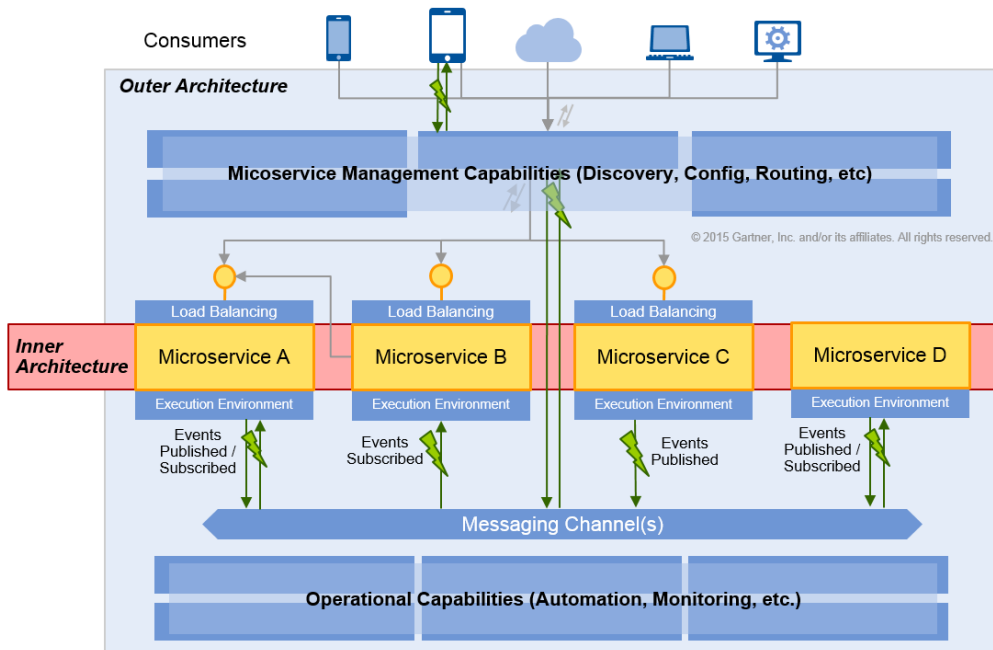 Consumers
Outer Architecture
Micoservice Management Capabilities (Discovery, Config, Routing, etc)
© 2015 Gartner, Inc. and/or its affiliates. All rights reserved.
Load Balancing
Load Balancing
Load Balancing
Inner
Architecture
Microservice A
Microservice B
Microservice C
Microservice D
Execution Environment
Execution Environment
Execution Environment
Execution Environment
Events
Published /
Subscribed
Events
Subscribed
Events
Published
Events
Published /
Subscribed
Messaging Channel(s)
Operational Capabilities (Automation, Monitoring, etc.)